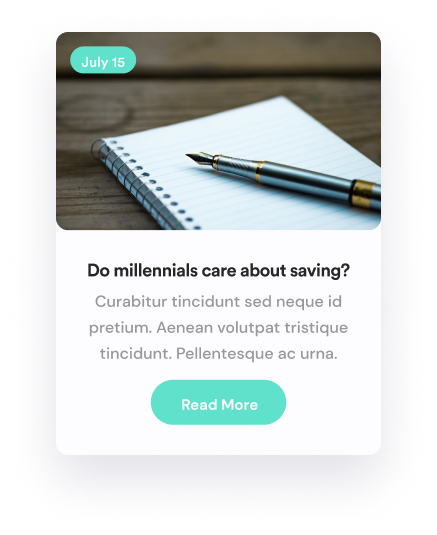 July 15
Do millennials care about saving?
Curabitur tincidunt sed neque id
pretium. Aenean volutpat tristique
tincidunt. Pellentesque ac urna.
Read More